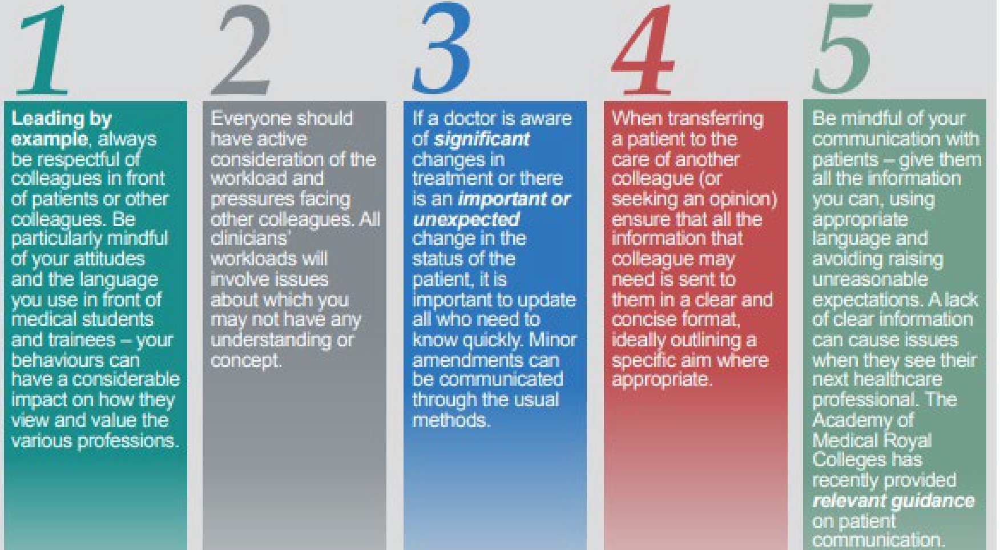 1
Leading by
example, always
be respectful of
colleagues in front
of patients or other
colleagues. Be
particularly mindful
of your attitudes
and the language
you use in front of
medical students
and trainees – your
behaviours can
have a considerable
impact on how they
view and value the
various professions.
2
Everyone should
have active
consideration of the
workload and
pressures facing
other colleagues. All
clinicians'
workloads will
involve issues
about which you
may not have any
understanding or
concept.
3
If a doctor is aware
of significant
changes in
treatment or there
is an important or
unexpected
change in the
status of the
patient, it is
important to update
all who need to
know quickly. Minor
amendments can
be communicated
through the usual
methods.
4
When transferring
a patient to the
care of another
colleague (or
seeking an opinion)
ensure that all the
information that
colleague may
need is sent to
them in a clear and
concise format,
ideally outlining a
specific aim where
appropriate.
5
Be mindful of your
communication with
patients – give them
all the information
you can, using
appropriate
language and
avoiding raising
unreasonable
expectations. A lack
of clear information
can cause issues
when they see their
next healthcare
professional. The
Academy of
Medical Royal
Colleges has
recently provided
relevant guidance
on patient
communication.